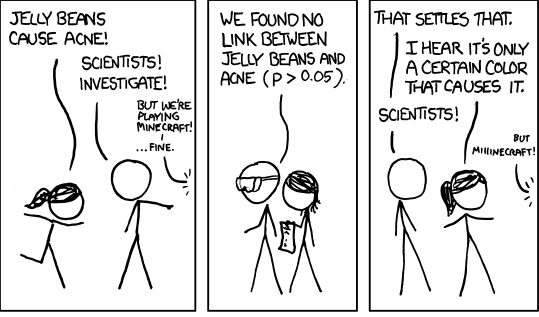 JELLY BEANS
CAUSE ACNE!
SCIENTISTS!
INVESTIGATE!
BUT WE'RE
PLAYING
MINECRAFT!
...FINE.
WE FOUND NO
LINK BETWEEN
JELLY BEANS AND
ACNE (P > 0.05).
THAT SETTLES THAT.
I HEAR IT'S ONLY
A CERTAIN COLOR
THAT CAUSES IT.
SCIENTISTS!
BUT
MIIINECRAFT!